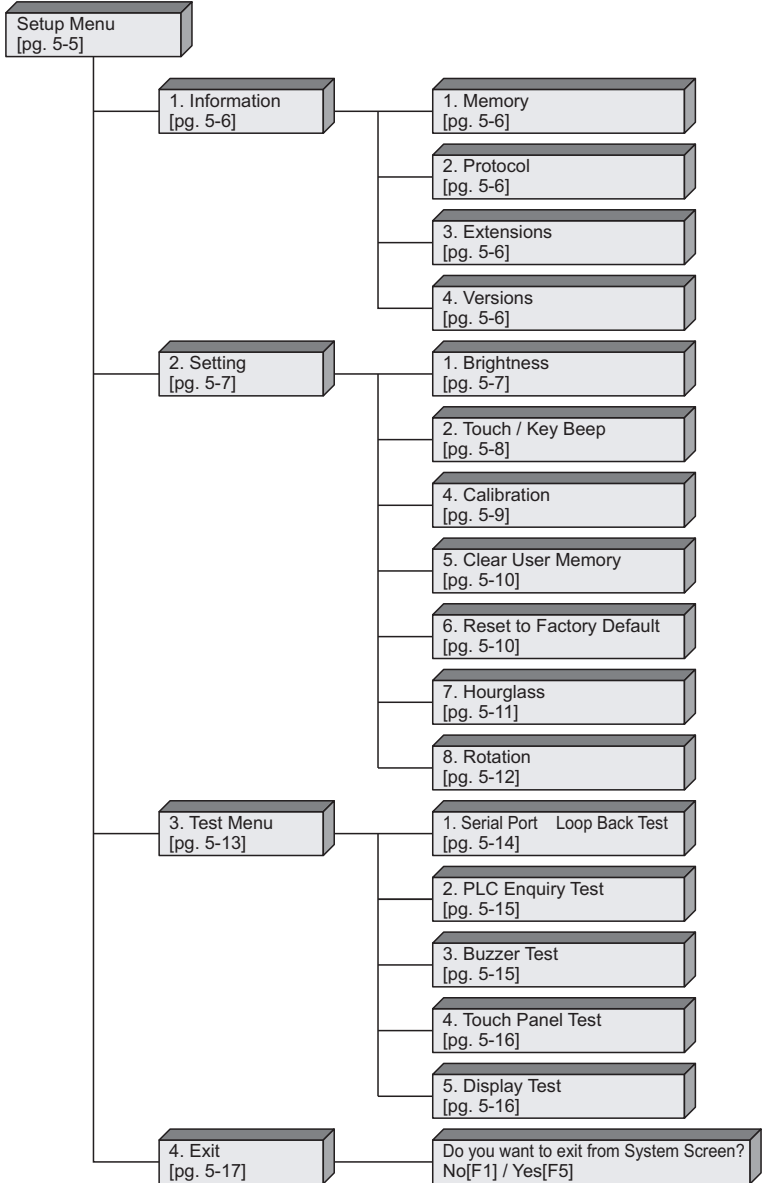 Setup Menu
[pg. 5-5]
1. Information
[pg. 5-6]
1. Memory
[pg. 5-6]
2. Protocol
[pg. 5-6]
3. Extensions
[pg. 5-6]
4. Versions
[pg. 5-6]
2. Setting
[pg. 5-7]
1. Brightness
[pg. 5-7]
2. Touch / Key Beep
[pg. 5-8]
4. Calibration
[pg. 5-9]
5. Clear User Memory
[pg. 5-10]
6. Reset to Factory Default
[pg. 5-10]
7. Hourglass
[pg. 5-11]
8. Rotation
[pg. 5-12]
3. Test Menu
[pg. 5-13]
1. Serial Port Loop Back Test
[pg. 5-14]
2. PLC Enquiry Test
[pg. 5-15]
3. Buzzer Test
[pg. 5-15]
4. Touch Panel Test
[pg. 5-16]
5. Display Test
[pg. 5-16]
4. Exit
[pg. 5-17]
Do you want to exit from System Screen?
No[F1] / Yes[F5]